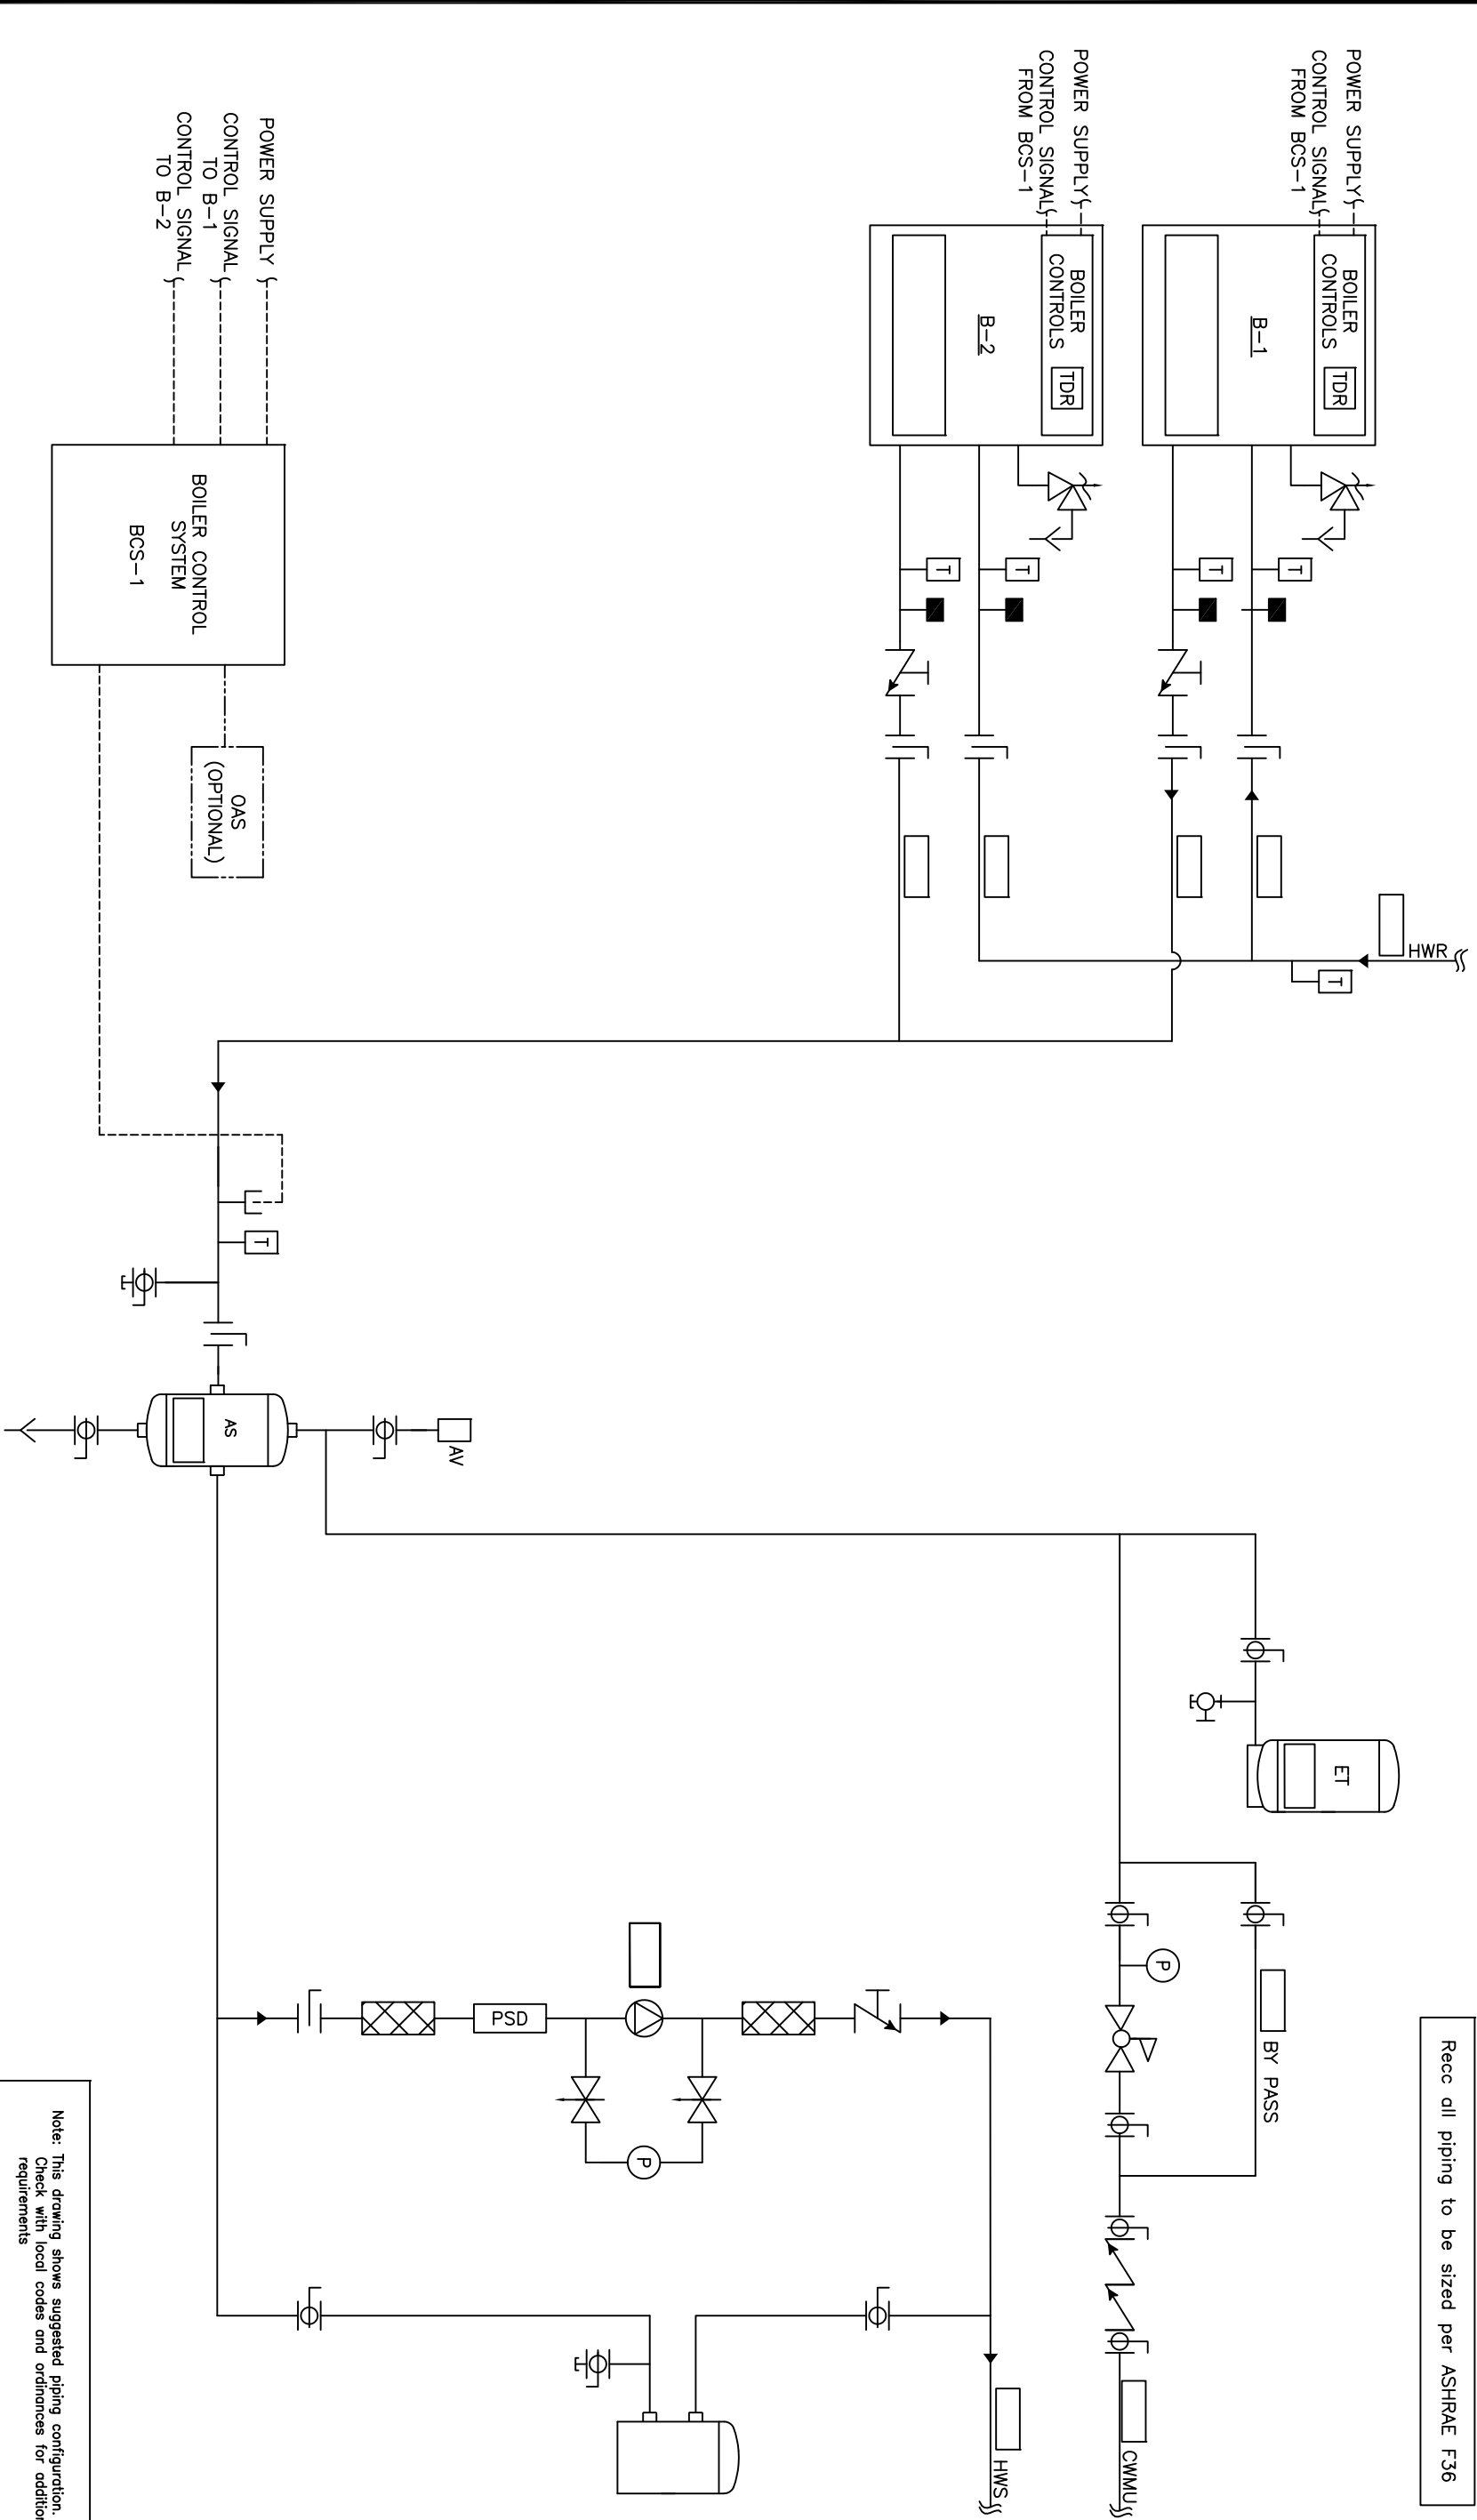 POWER SUPPLY
CONTROL SIGNAL
FROM BCS-1
BOILER
CONTROLS
TDR
B-1
T
T
HWR
T
POWER SUPPLY
CONTROL SIGNAL
FROM BCS-1
BOILER
CONTROLS
TDR
B-2
T
T
POWER SUPPLY
CONTROL SIGNAL
TO B-1
CONTROL SIGNAL
TO B-2
BOILER CONTROL
SYSTEM
BCS-1
OAS
(OPTIONAL)
T
AS
AV
ET
P
BY PASS
CWMU
PSD
P
HWS
Recc all piping to be sized per ASHRAE F36
Note: This drawing shows suggested piping configuration.
Check with local codes and ordinances for addition
requirements